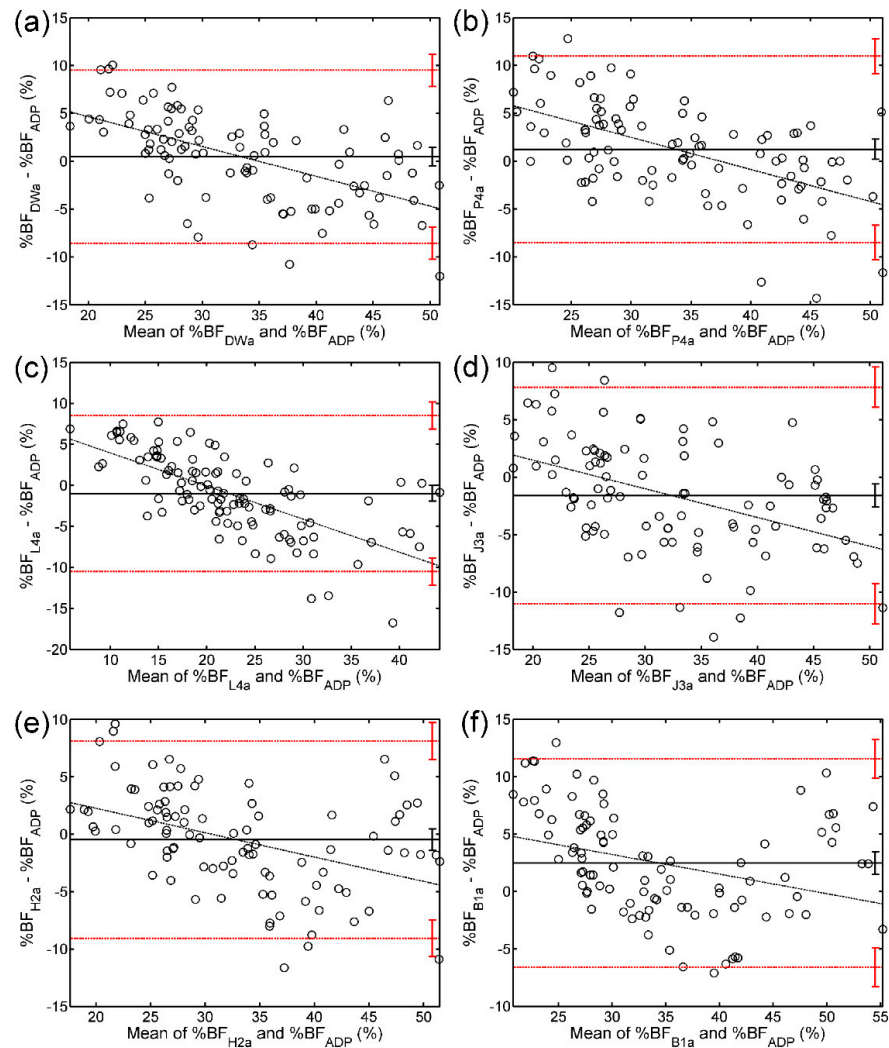 (a)
%BF_DWa - %BF_ADP (%)
15
10
5
0
-5
-10
-15
20 25 30 35 40 45 50
Mean of %BF_DWa and %BF_ADP (%)
(b)
%BF_P4a - %BF_ADP (%)
15
10
5
0
-5
-10
-15
25 30 35 40 45 50
Mean of %BF_P4a and %BF_ADP (%)
(c)
%BF_L4a - %BF_ADP (%)
15
10
5
0
-5
-10
-15
-20
10 15 20 25 30 35 40
Mean of %BF_L4a and %BF_ADP (%)
(d)
%BF_J3a - %BF_ADP (%)
10
5
0
-5
-10
-15
20 25 30 35 40 45 50
Mean of %BF_J3a and %BF_ADP (%)
(e)
%BF_H2a - %BF_ADP (%)
10
5
0
-5
-10
-15
20 25 30 35 40 45 50
Mean of %BF_H2a and %BF_ADP (%)
(f)
%BF_B1a - %BF_ADP (%)
15
10
5
0
-5
-10
25 30 35 40 45 50 55
Mean of %BF_B1a and %BF_ADP (%)